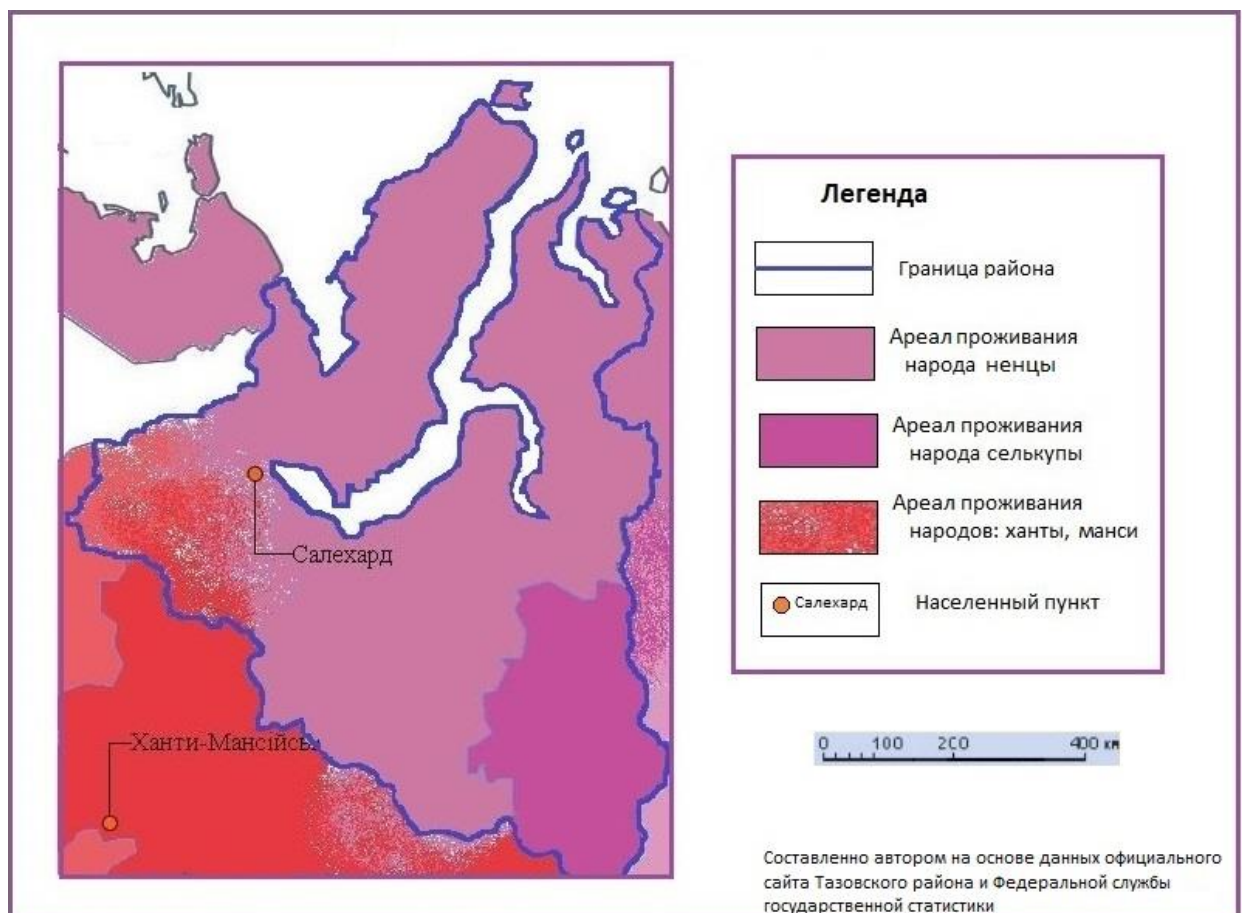 Салехард
Ханти-Мансійсь
Легенда
Граница района
Ареал проживания
народа ненцы
Ареал проживания
народа селькупы
Ареал проживания
народов: ханты, манси
Салехард
Населенный пункт
0 100 200 400 км
Составленно автором на основе данных официального
сайта Тазовского района и Федеральной службы
государственной статистики